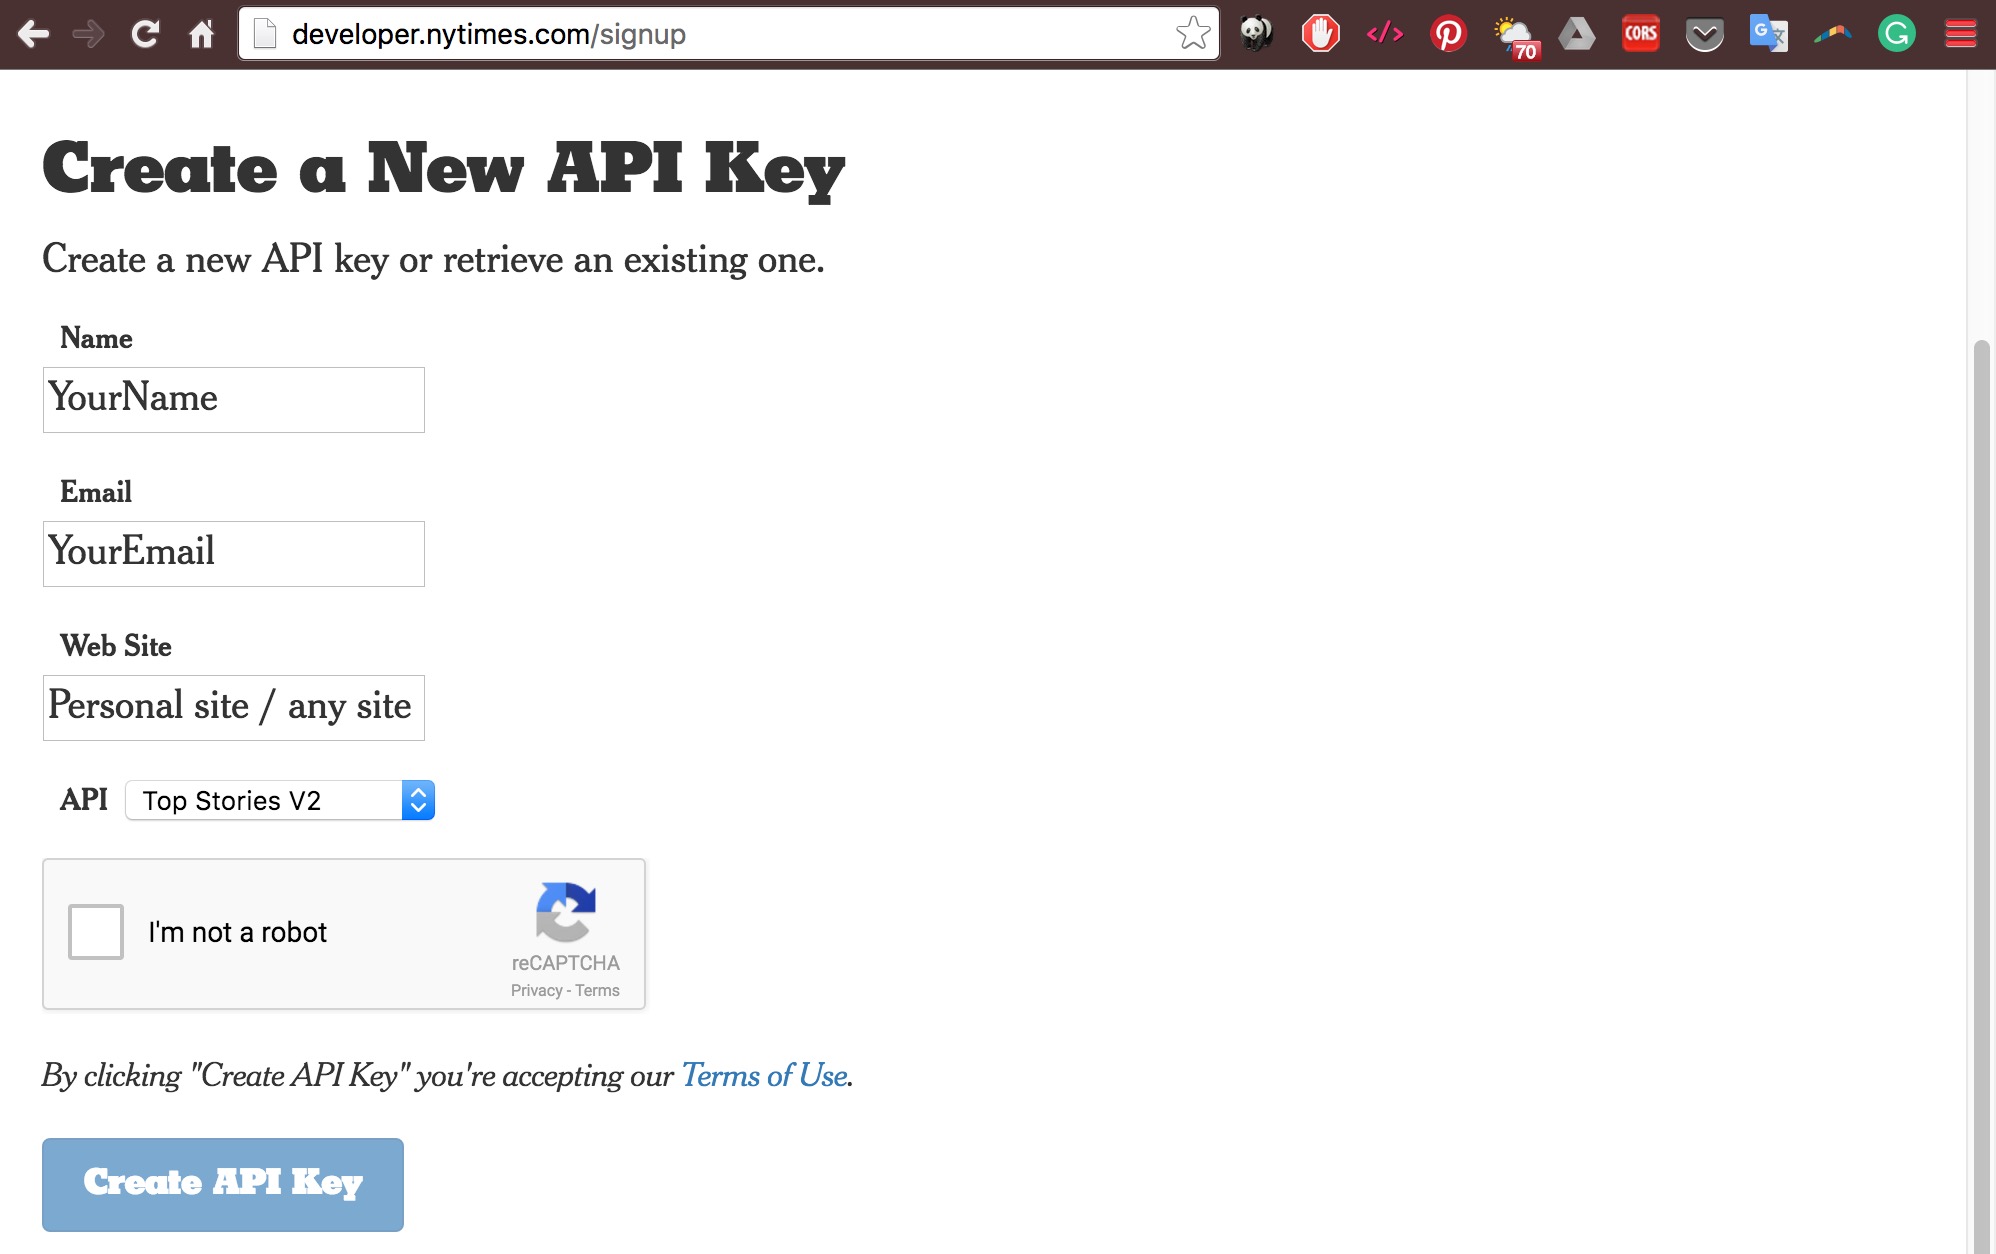 developer.nytimes.com/signup
70
CORS
Create a New API Key
Create a new API key or retrieve an existing one.
Name
YourName
Email
YourEmail
Web Site
Personal site / any site
API Top Stories V2
I'm not a robot
reCAPTCHA
Privacy - Terms
By clicking "Create API Key" you're accepting our Terms of Use.
Create API Key